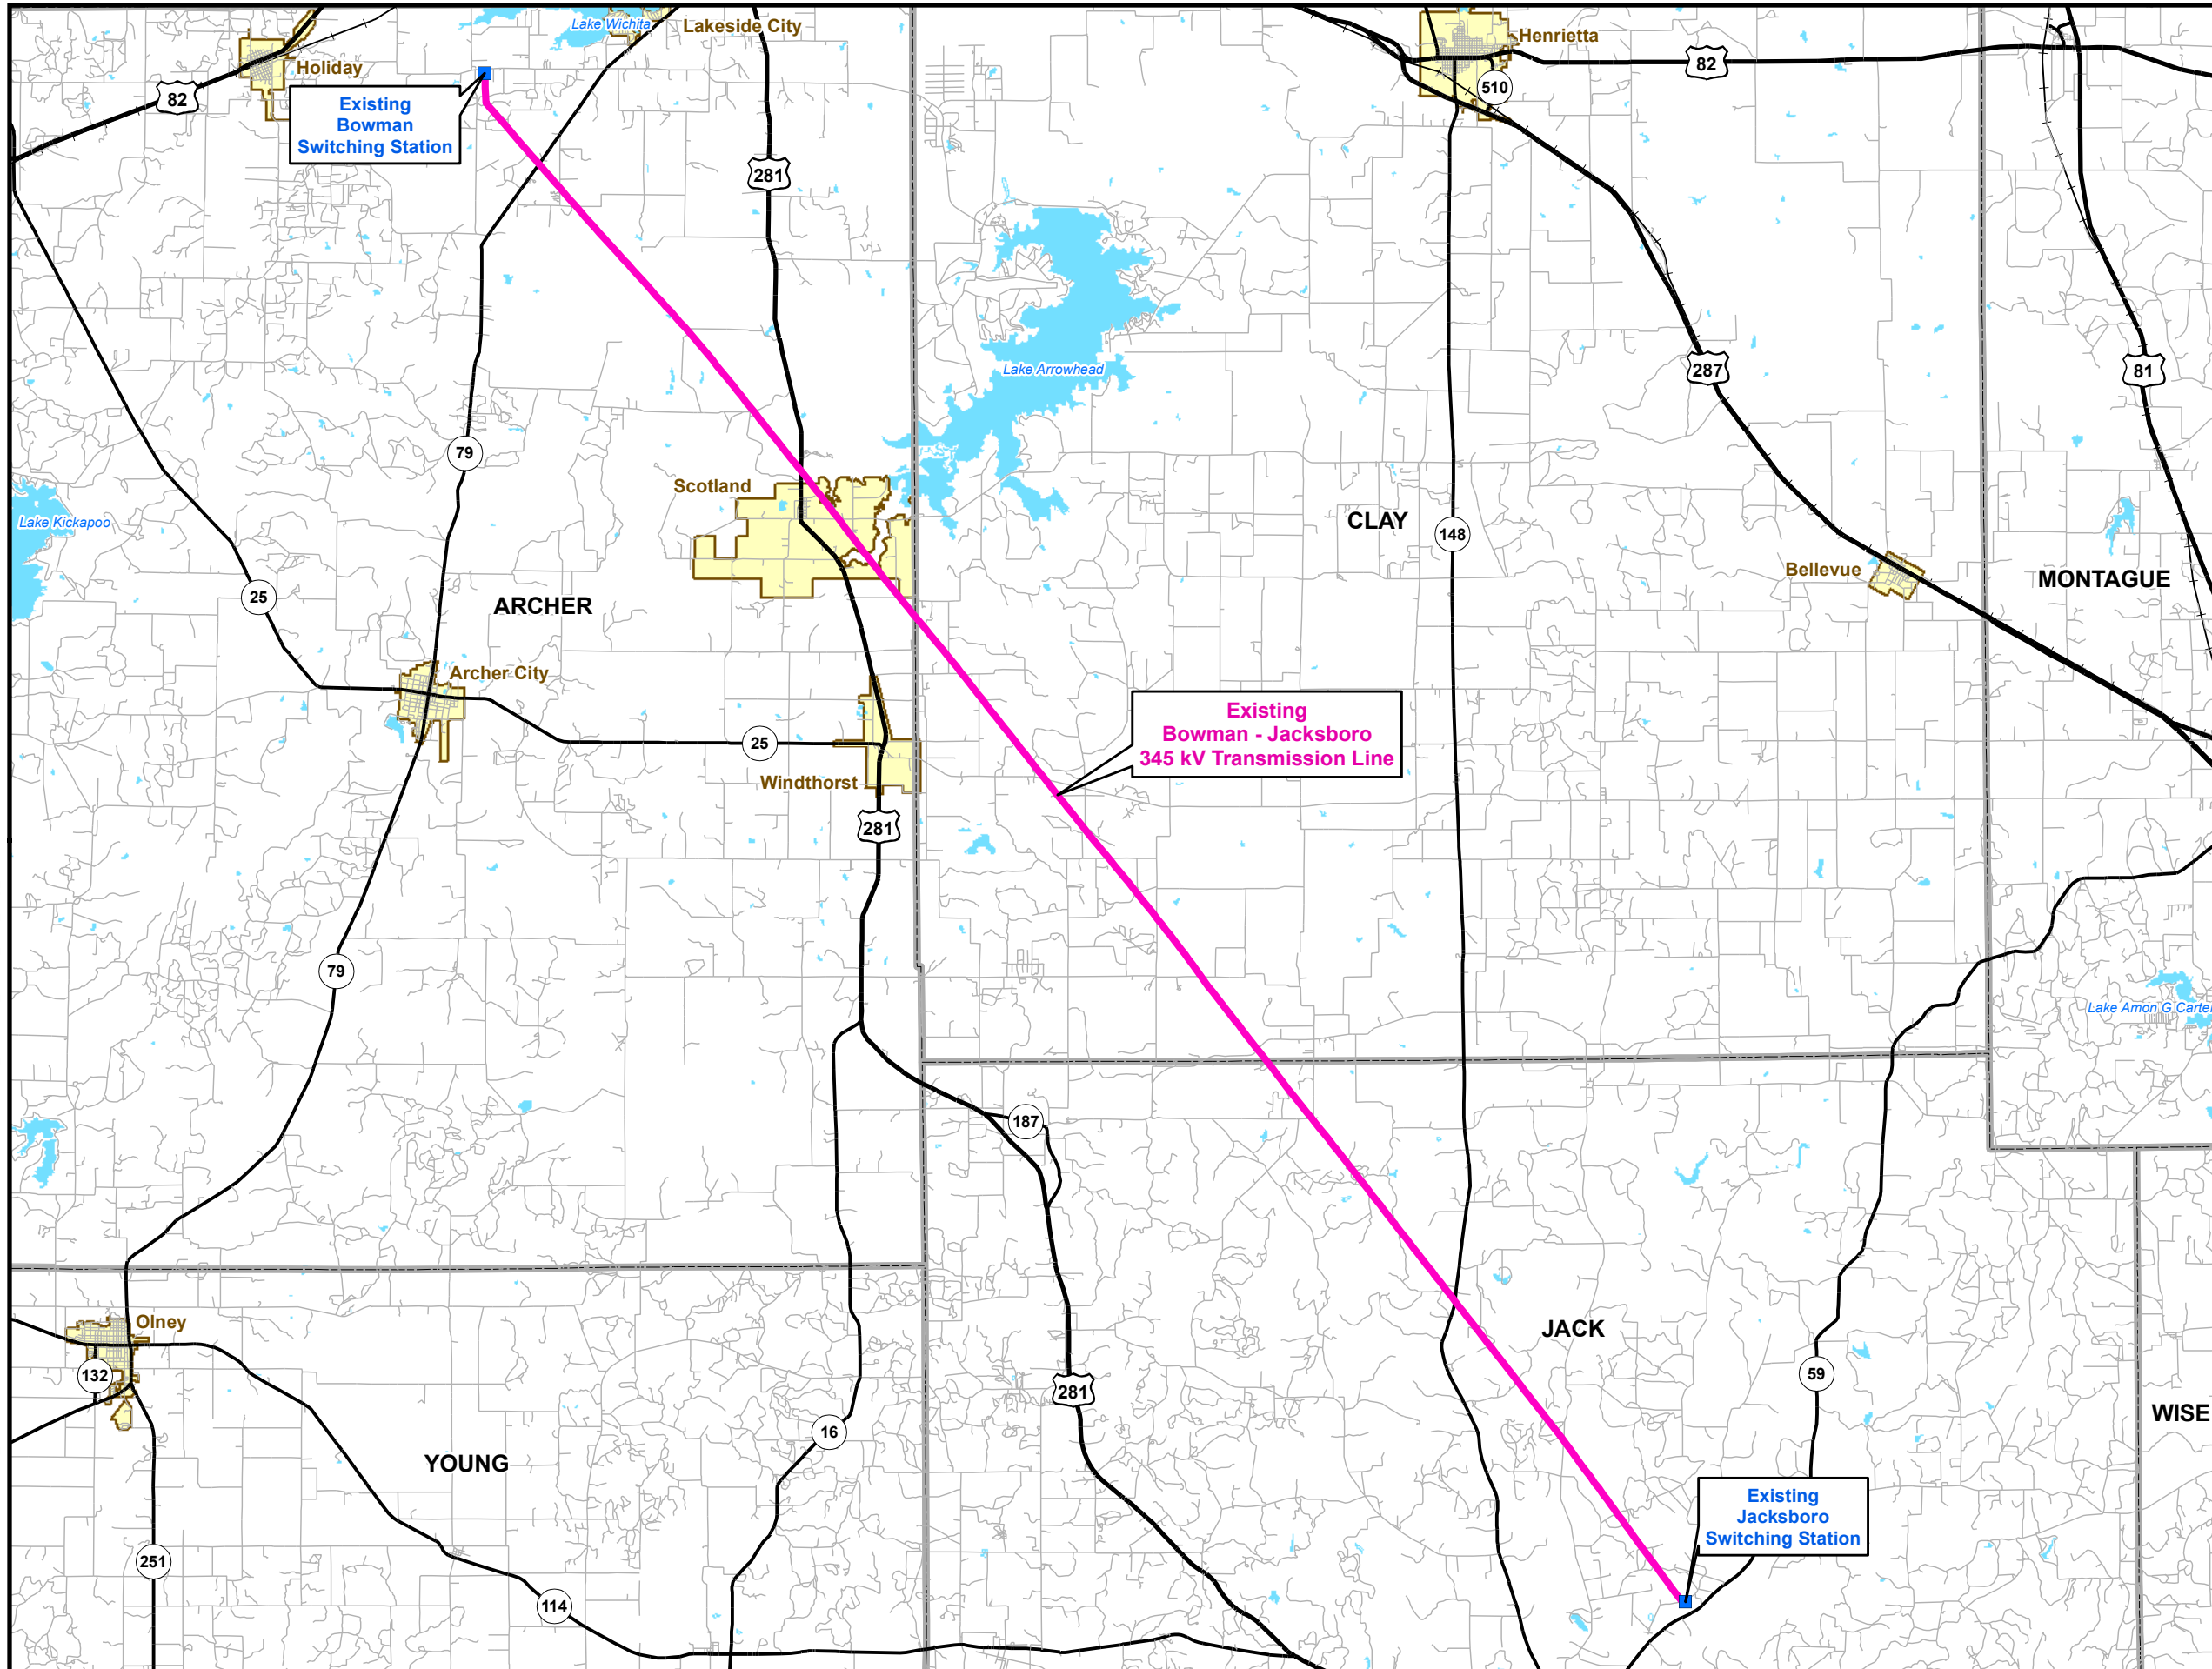 Lake Wichita
Lakeside City
Henrietta
Holiday
82
82
510
Existing
Bowman
Switching Station
281
Lake Arrowhead
287
81
79
Scotland
Lake Kickapoo
CLAY
148
Bellevue
MONTAGUE
25
ARCHER
Archer City
Existing
Bowman - Jacksboro
345 kV Transmission Line
25
Windthorst
281
79
Lake Amon G Carter
187
Olney
JACK
132
59
281
WISE
16
YOUNG
Existing
Jacksboro
Switching Station
251
114